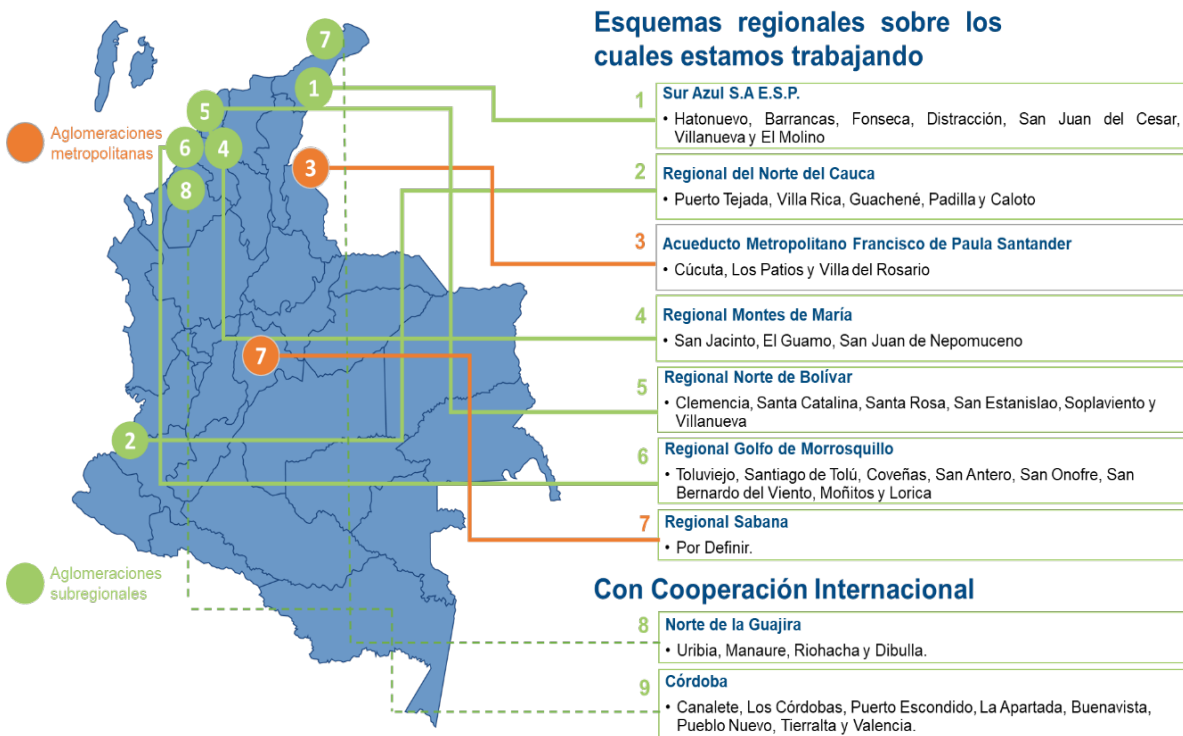 Esquemas regionales sobre los
cuales estamos trabajando
7
1
5
6
4
3
8
7
2
Aglomeraciones
metropolitanas
Aglomeraciones
subregionales
1
Sur Azul S.A E.S.P.
• Hatonuevo, Barrancas, Fonseca, Distracción, San Juan del Cesar,
Villanueva y El Molino
2
Regional del Norte del Cauca
• Puerto Tejada, Villa Rica, Guachené, Padilla y Caloto
3
Acueducto Metropolitano Francisco de Paula Santander
• Cúcuta, Los Patios y Villa del Rosario
4
Regional Montes de María
• San Jacinto, El Guamo, San Juan de Nepomuceno
5
Regional Norte de Bolívar
• Clemencia, Santa Catalina, Santa Rosa, San Estanislao, Soplaviento y
Villanueva
6
Regional Golfo de Morrosquillo
• Toluviejo, Santiago de Tolú, Coveñas, San Antero, San Onofre, San
Bernardo del Viento, Moñitos y Lorica
7
Regional Sabana
• Por Definir.
Con Cooperación Internacional
8
Norte de la Guajira
• Uribia, Manaure, Riohacha y Dibulla.
9
Córdoba
• Canalete, Los Córdobas, Puerto Escondido, La Apartada, Buenavista,
Pueblo Nuevo, Tierralta y Valencia.